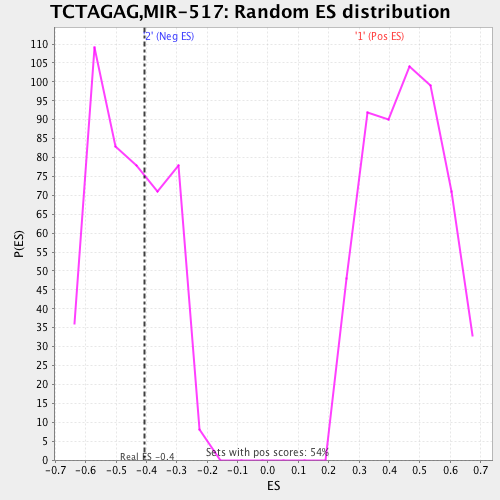 TCTAGAG,MIR-517: Random ES distribution
2' (Neg ES)
'1' (Pos ES)
110
105
100
95
90
85
80
75
70
65
60
55
50
45
40
35
30
25
20
15
10
5
0
P(ES)
Real ES -0.4
Sets with pos scores: 54%
-0.7 -0.6 -0.5 -0.4 -0.3 -0.2 -0.1 0.0 0.1 0.2 0.3 0.4 0.5 0.6 0.7
ES